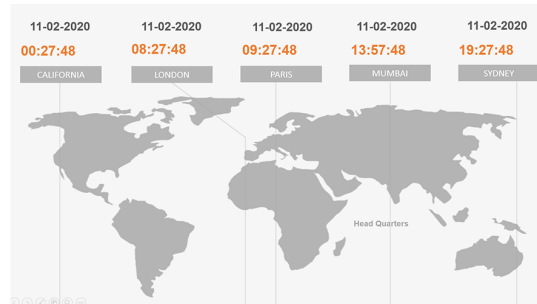 11-02-2020 11-02-2020 11-02-2020 11-02-2020 11-02-2020
00:27:48 08:27:48 09:27:48 13:57:48 19:27:48
CALIFORNIA LONDON PARIS MUMBAI SYDNEY
Head Quarters